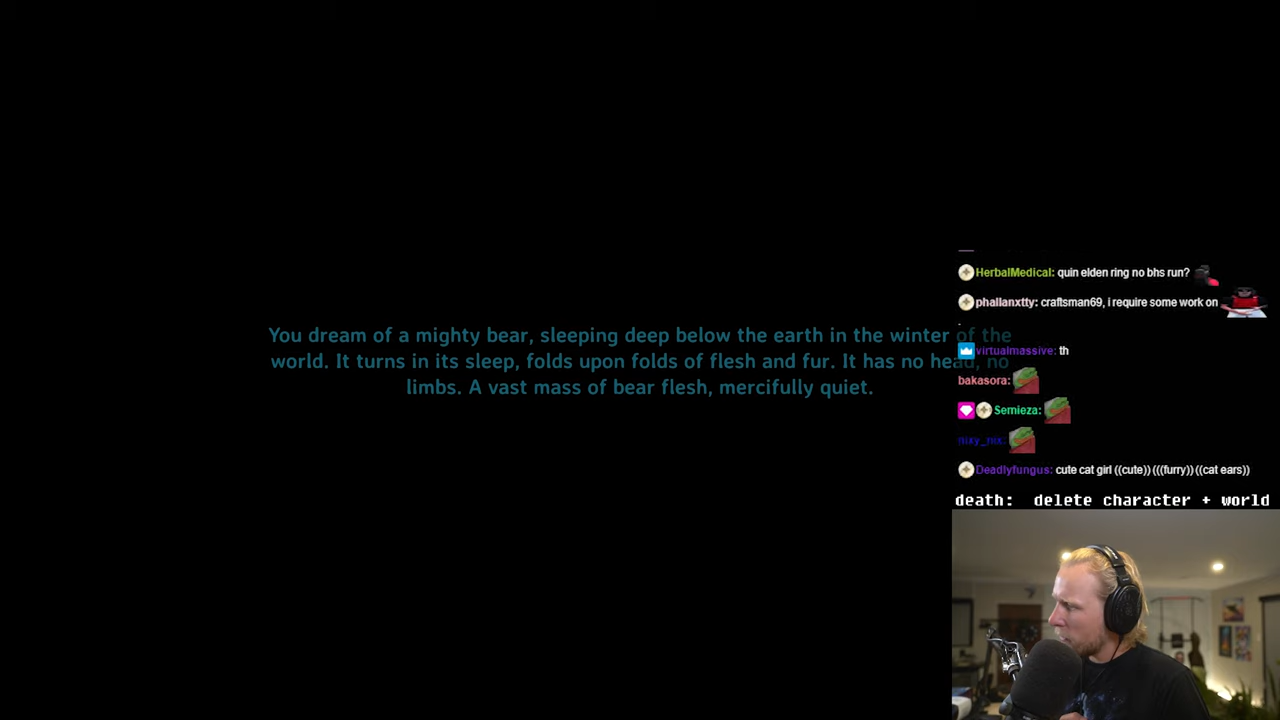 HerbalMedical: quin elden ring no bhs run?
phallanxtty: craftsman69, i require some work on
.
You dream of a mighty bear, sleeping deep below the earth in the winter of the
world. It turns in its sleep, folds upon folds of flesh and fur. It has no head, no
limbs. A vast mass of bear flesh, mercifully quiet.
virtualmassive: th
bakasora:
Sernieza:
nixy_nix:
Deadlyfungus: cute cat girl ((cute)) (((furry)) ((cat ears))
death: delete character + world